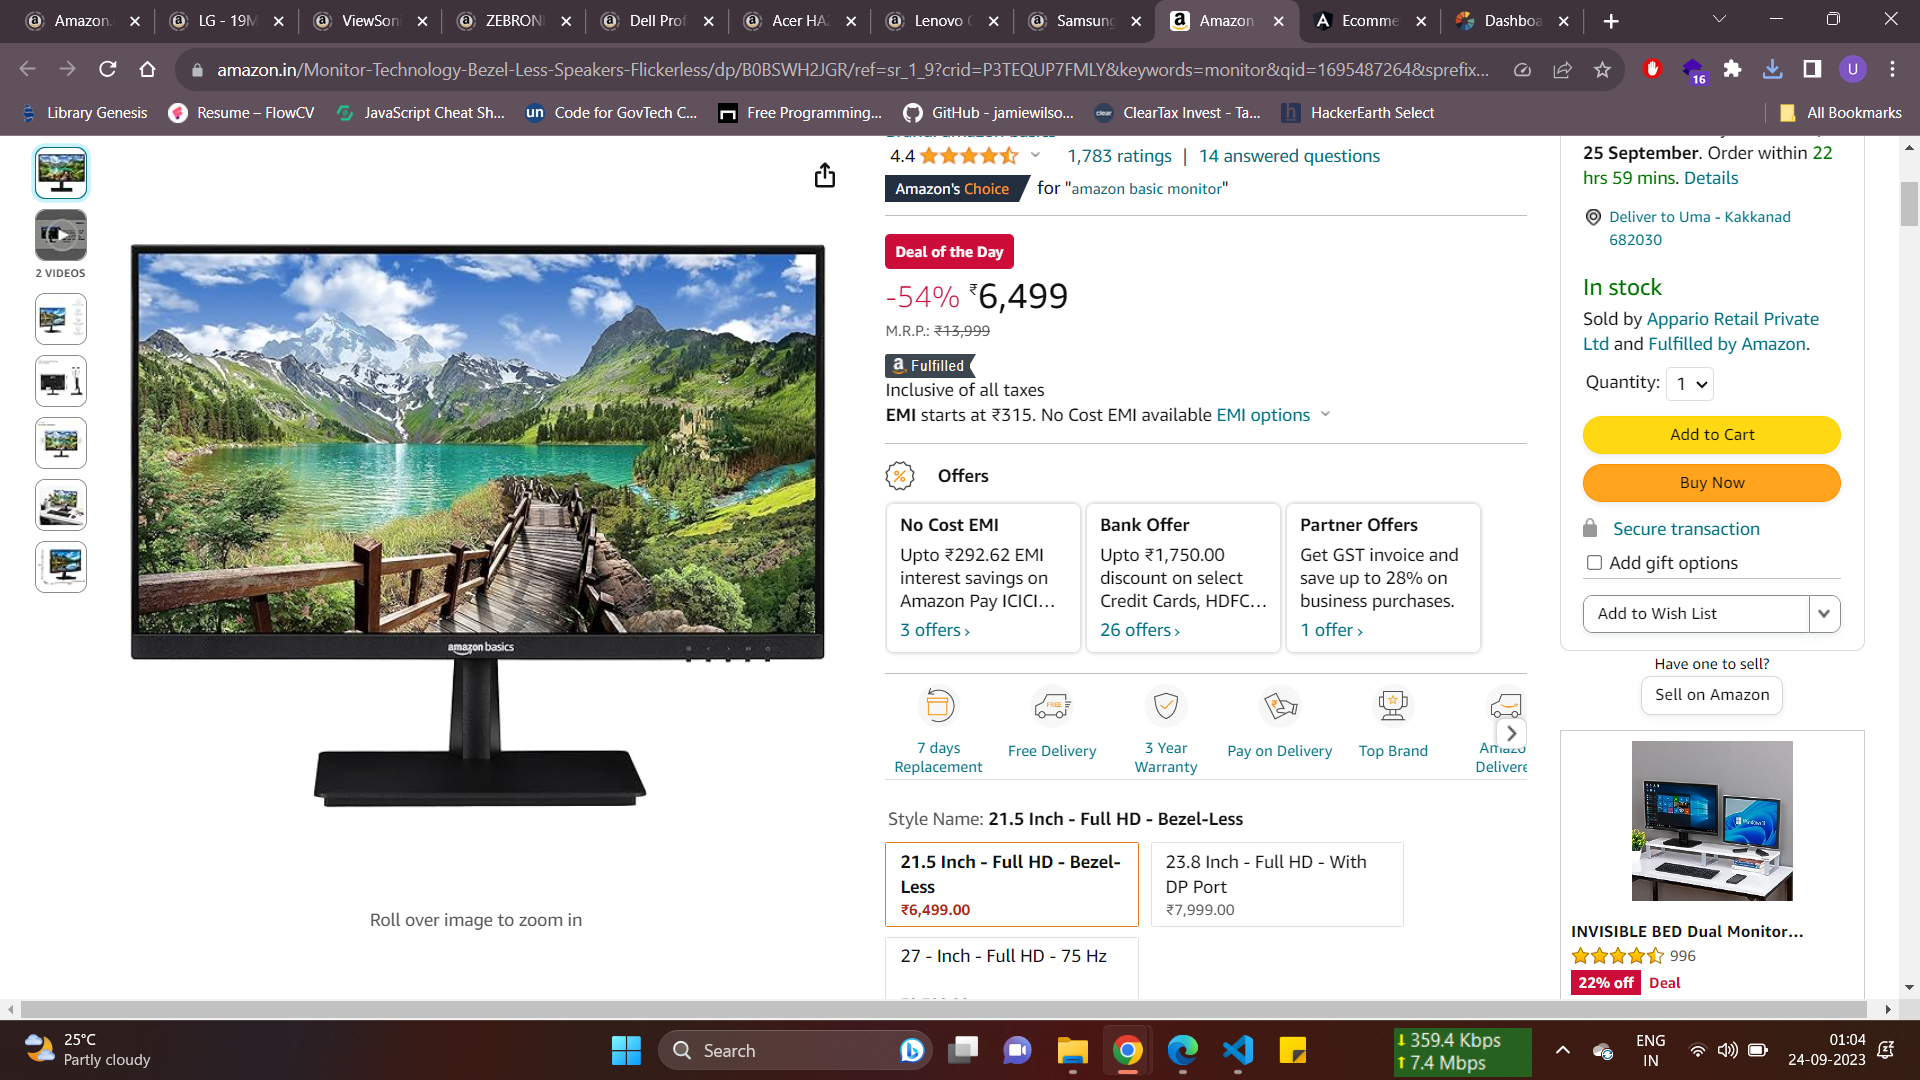 Amazon.
LG - 19M
ViewSoni
ZEBRONI
Dell Prof
Acer HA2
Lenovo
Samsung
Amazon
Ecomme
Dashboa
amazon.in/Monitor-Technology-Bezel-Less-Speakers-Flickerless/dp/B0BSWH2JGR/ref=sr_1_9?crid=P3TEQUP7FMLY&keywords=monitor&qid=1695487264&sprefix...
16
U
Library Genesis
Resume – FlowCV
JavaScript Cheat Sh...
un Code for GovTech C...
Free Programming...
GitHub - jamiewilso...
clear ClearTax Invest - Ta...
h HackerEarth Select
All Bookmarks
2 VIDEOS
amazon basics
Roll over image to zoom in
4.4
1,783 ratings | 14 answered questions
Amazon's Choice for "amazon basic monitor"
Deal of the Day
-54% ₹6,499
M.R.P.: ₹13,999
a Fulfilled
Inclusive of all taxes
EMI starts at ₹315. No Cost EMI available EMI options
% Offers
No Cost EMI
Upto ₹292.62 EMI
interest savings on
Amazon Pay ICICI...
3 offers ›
Bank Offer
Upto ₹1,750.00
discount on select
Credit Cards, HDFC...
26 offers ›
Partner Offers
Get GST invoice and
save up to 28% on
business purchases.
1 offer ›
7 days
Replacement
FREE
Free Delivery
3 Year
Warranty
Pay on Delivery
Top Brand
Amazo
Delivere
Style Name: 21.5 Inch - Full HD - Bezel-Less
21.5 Inch - Full HD - Bezel-
Less
₹6,499.00
23.8 Inch - Full HD - With
DP Port
₹7,999.00
27 - Inch - Full HD - 75 Hz
25 September. Order within 22
hrs 59 mins. Details
Deliver to Uma - Kakkanad
682030
In stock
Sold by Appario Retail Private
Ltd and Fulfilled by Amazon.
Quantity: 1
Add to Cart
Buy Now
Secure transaction
Add gift options
Add to Wish List
Have one to sell?
Sell on Amazon
INVISIBLE BED Dual Monitor...
996
22% off Deal
25°C
Partly cloudy
Search
359.4 Kbps
7.4 Mbps
ENG
IN
01:04
24-09-2023